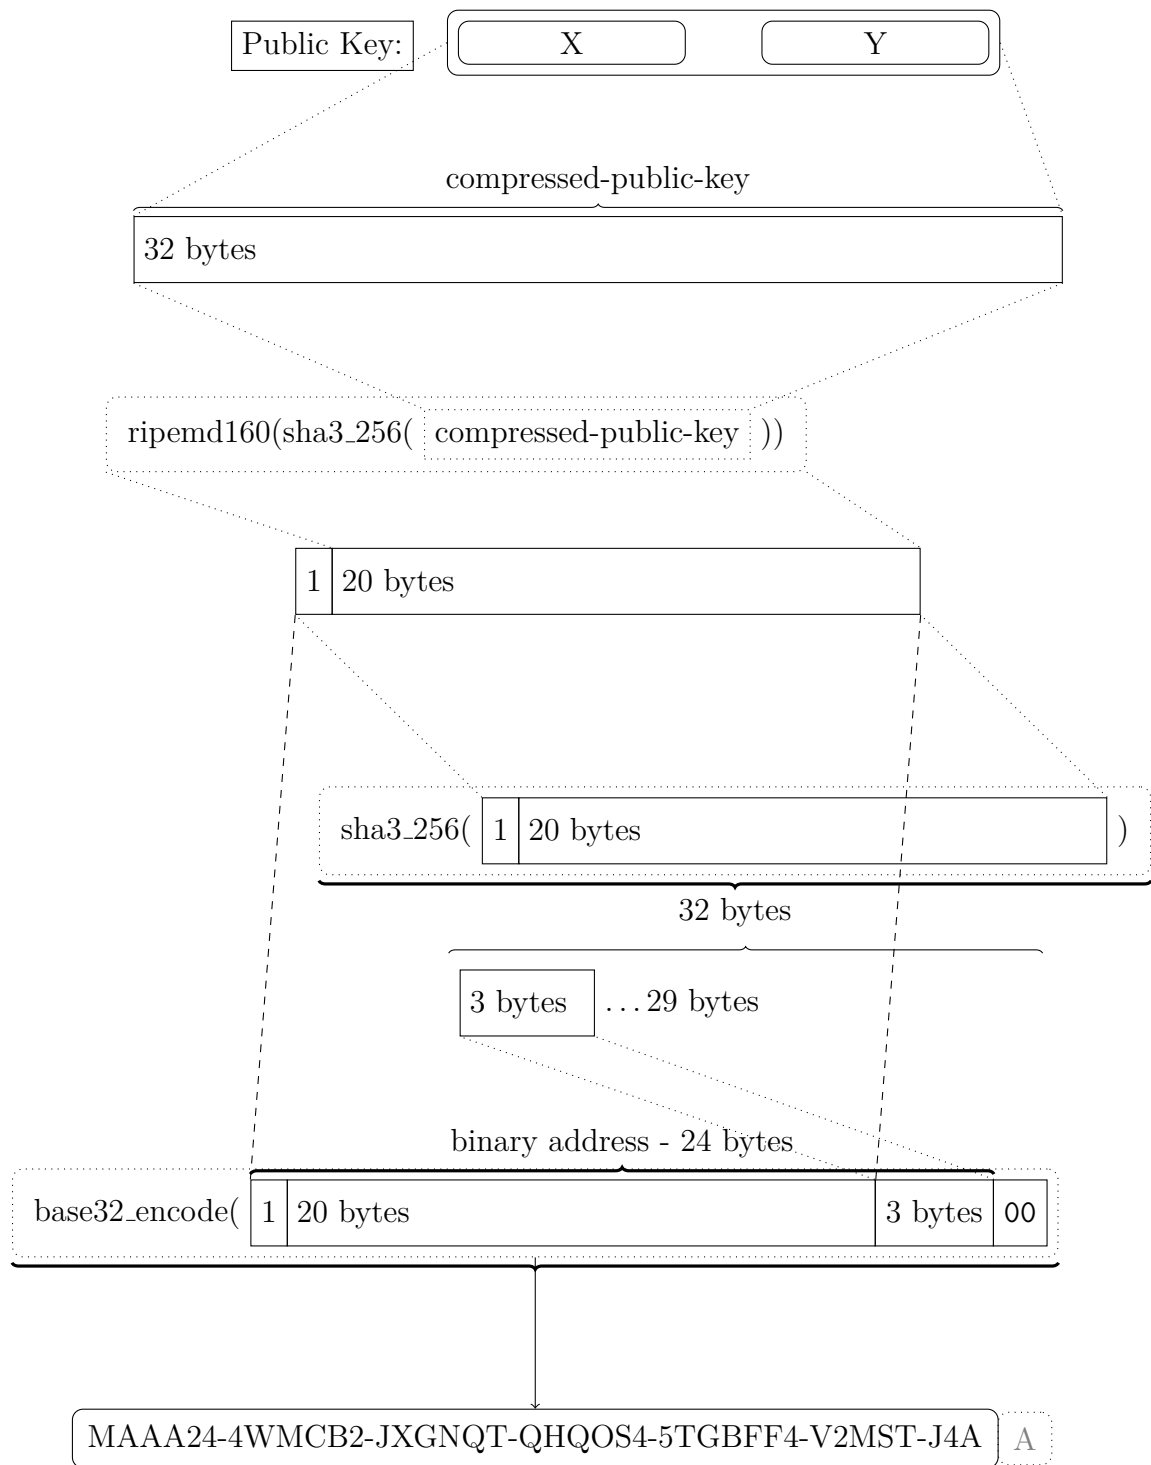 Public Key: X Y
compressed-public-key
32 bytes
ripemd160(sha3_256( compressed-public-key ))
1 20 bytes
sha3_256( 1 20 bytes )
32 bytes
3 bytes ...29 bytes
binary address - 24 bytes
base32_encode( 1 20 bytes 3 bytes 00
MAAA24-4WMCB2-JXGNQT-QHQOS4-5TGBFF4-V2MST-J4A A